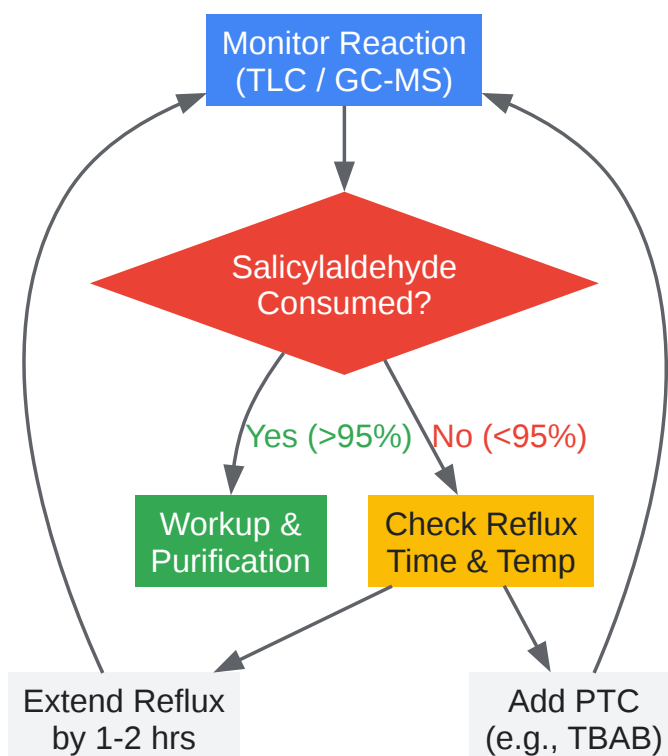 Monitor Reaction
(TLC / GC-MS)
Salicylaldehyde
Consumed?
Yes (>95%)
No (<95%)
Workup &
Purification
Check Reflux
Time & Temp
Extend Reflux
by 1-2 hrs
Add PTC
(e.g., TBAB)